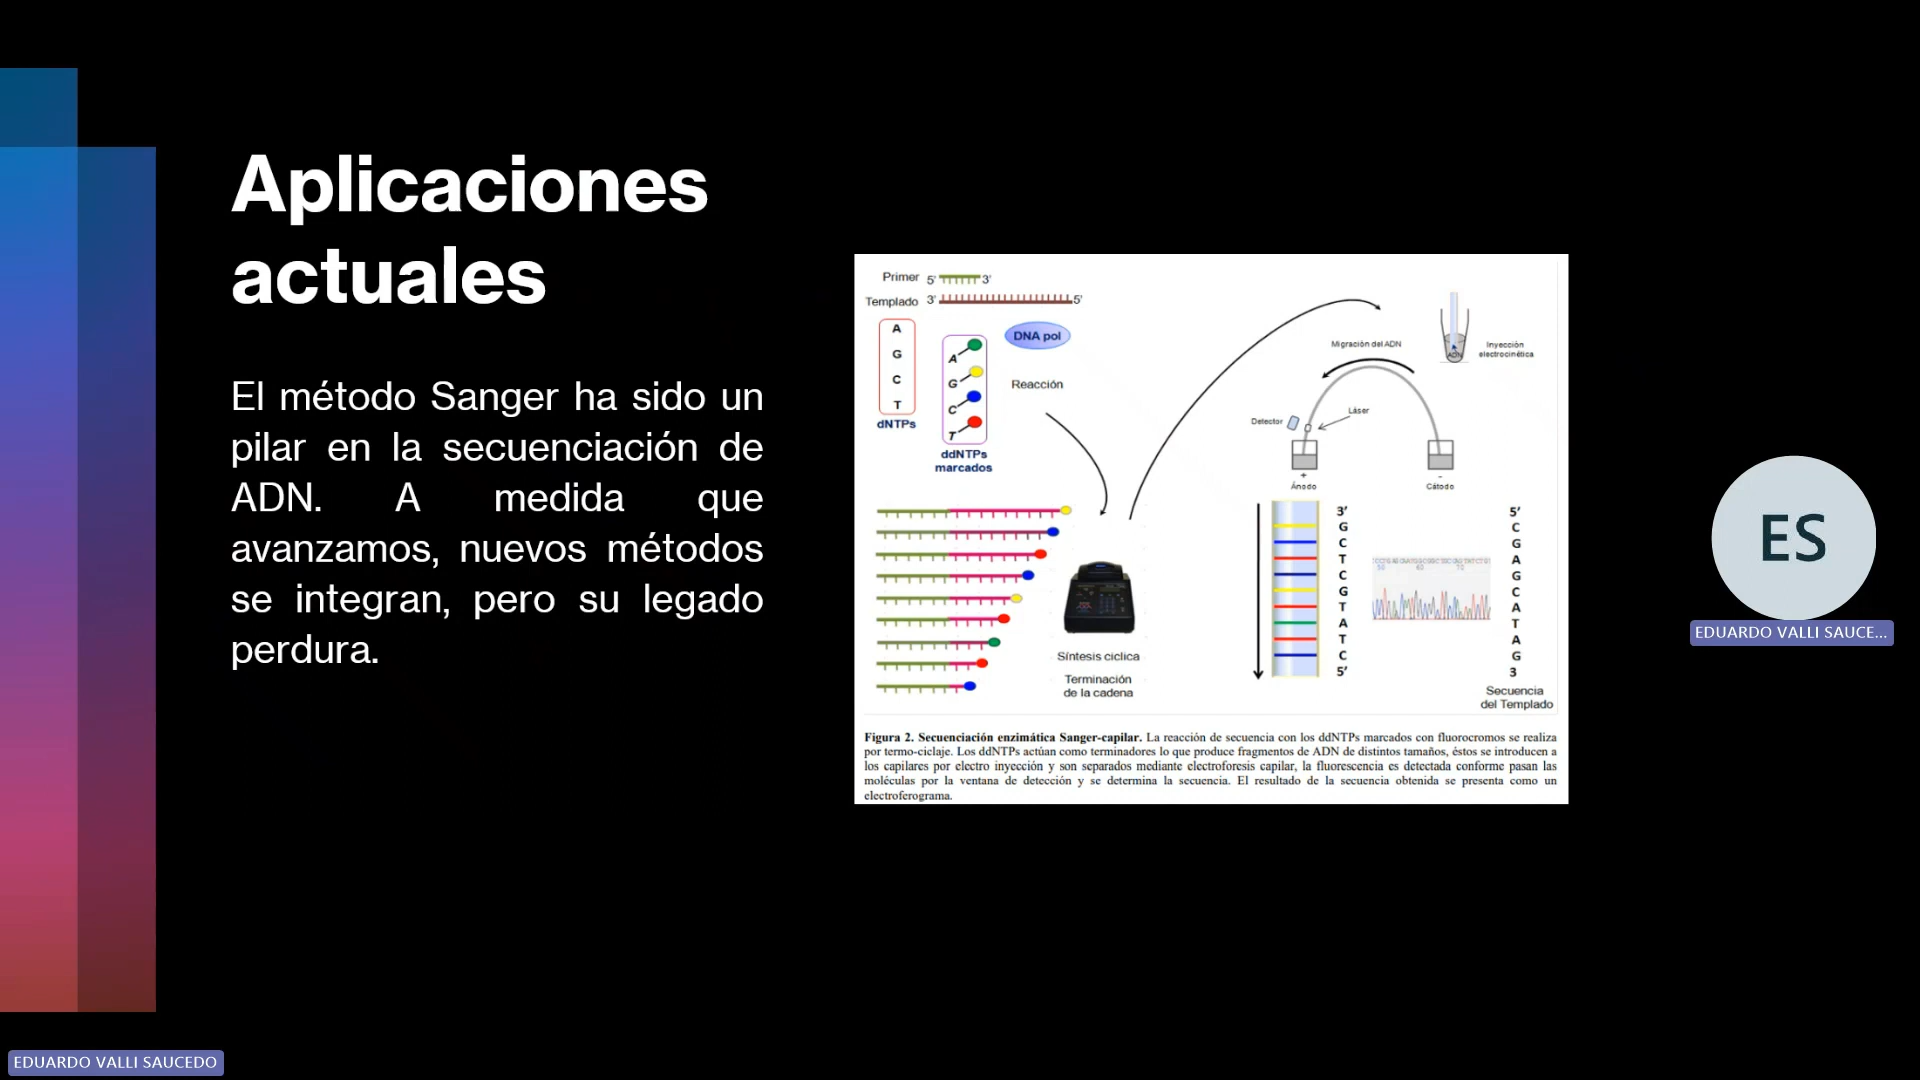 Aplicaciones
actuales
El método Sanger ha sido un
pilar en la secuenciación de
ADN. A medida que
avanzamos, nuevos métodos
se integran, pero su legado
perdura.
Primer 5' 3'
Templado 3' 5'
A
G
C
T
dNTPs
A
G
C
T
ddNTPs
marcados
DNA pol
Reacción
Síntesis ciclica
Terminación
de la cadena
Migración del ADN
ADN
Inyección
electrocinética
Detector
Láser
+
Ánodo
-
Cátodo
3'
G
C
T
C
G
T
A
T
C
5'
50 60 70
5'
C
G
A
G
C
A
T
A
G
3
Secuencia
del Templado
Figura 2. Secuenciación enzimática Sanger-capilar. La reacción de secuencia con los ddNTPs marcados con fluorocromos se realiza
por termo-ciclaje. Los ddNTPs actúan como terminadores lo que produce fragmentos de ADN de distintos tamaños, éstos se introducen a
los capilares por electro inyección y son separados mediante electroforesis capilar, la fluorescencia es detectada conforme pasan las
moléculas por la ventana de detección y se determina la secuencia. El resultado de la secuencia obtenida se presenta como un
electroferograma.
ES
EDUARDO VALLI SAUCE...
EDUARDO VALLI SAUCEDO